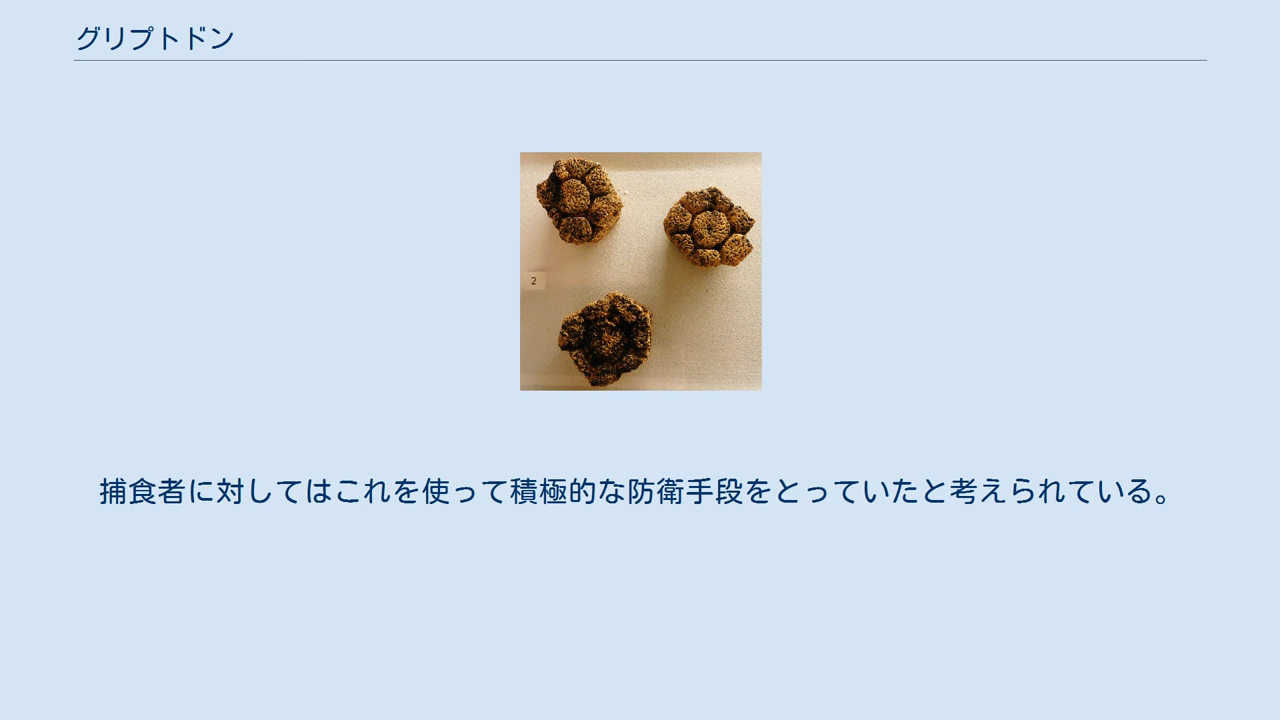 グリプトドン
2
捕食者に対してはこれを使って積極的な防衛手段をとっていたと考えられている。